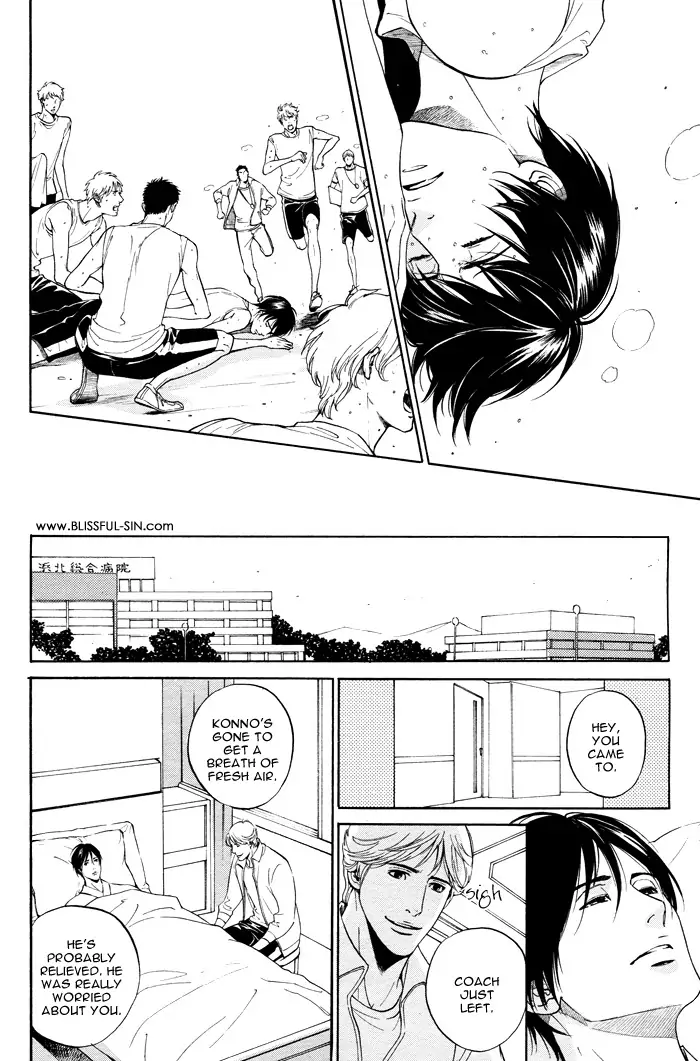 www.BLISSFUL-SIN.com
浜北総合病院
HEY,
YOU
CAME
TO.
KONNO'S
GONE TO
GET A
BREATH OF
FRESH AIR.
HE'S
PROBABLY
RELIEVED. HE
WAS REALLY
WORRIED
ABOUT YOU.
sigh
COACH
JUST
LEFT.